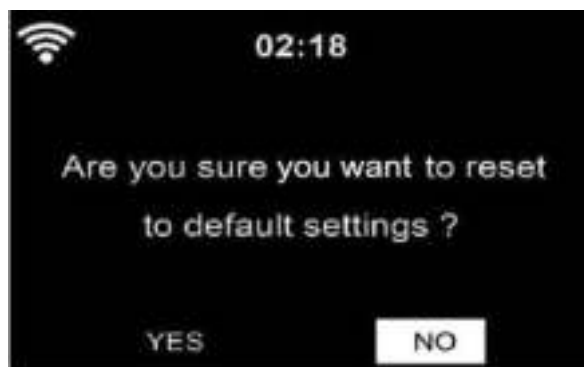 02:18
Are you sure you want to reset
to default settings ?
YES NO